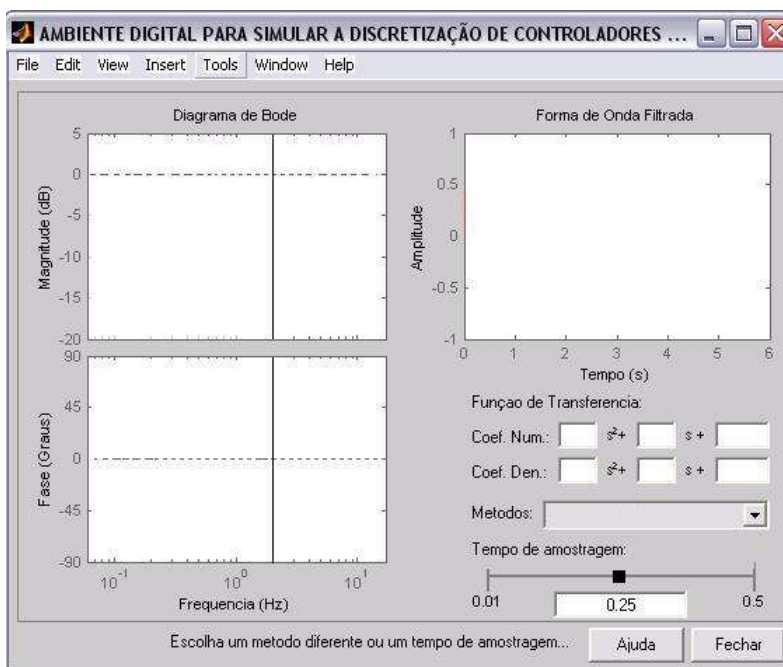 AMBIENTE DIGITAL PARA SIMULAR A DISCRETIZAÇÃO DE CONTROLADORES ...
File Edit View Insert Tools Window Help
Diagrama de Bode
5
0
-5
-10
-15
-20
Magnitude (dB)
90
45
0
-45
-90
Fase (Graus)
10⁻¹ 10⁰ 10¹
Frequencia (Hz)
Forma de Onda Filtrada
1
0.5
0
-0.5
-1
Amplitude
0 1 2 3 4 5 6
Tempo (s)
Funçao de Transferencia:
Coef. Num.: s²+ s +
Coef. Den.: s²+ s +
Metodos:
Tempo de amostragem:
0.01 0.25 0.5
Escolha um metodo diferente ou um tempo de amostragem... Ajuda Fechar